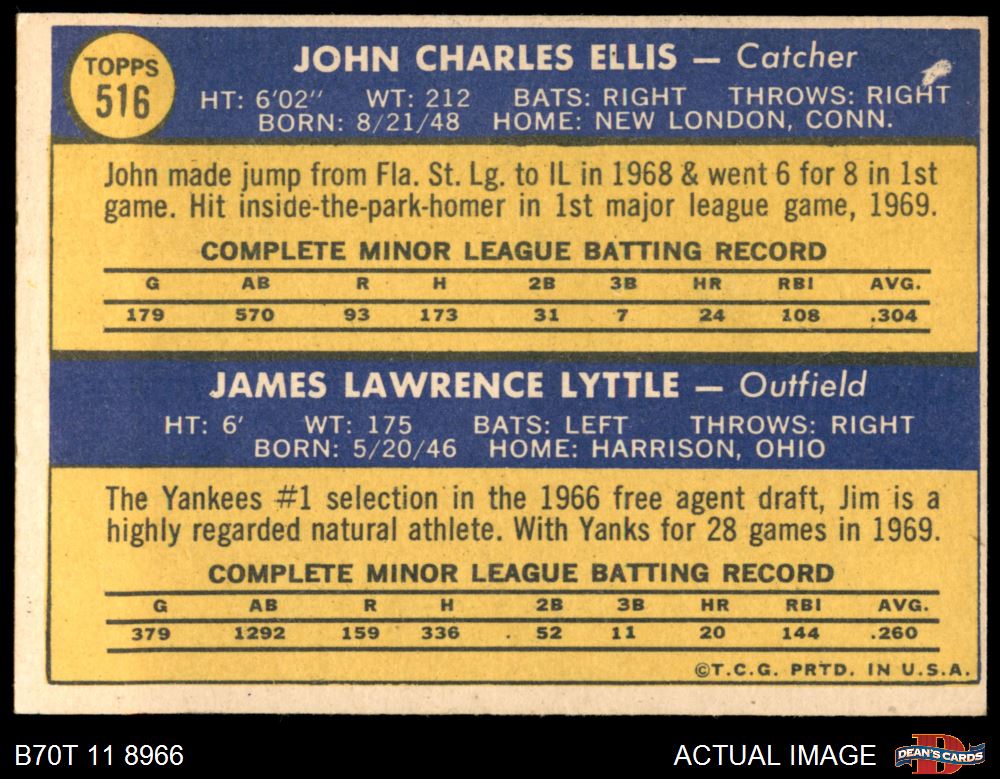 TOPPS
516
JOHN CHARLES ELLIS — Catcher
HT: 6'02" WT: 212 BATS: RIGHT THROWS: RIGHT
BORN: 8/21/48 HOME: NEW LONDON, CONN.
John made jump from Fla. St. Lg. to IL in 1968 & went 6 for 8 in 1st
game. Hit inside-the-park-homer in 1st major league game, 1969.
COMPLETE MINOR LEAGUE BATTING RECORD
G AB R H 2B 3B HR RBI AVG.
179 570 93 173 31 7 24 108 .304
JAMES LAWRENCE LYTTLE — Outfield
HT: 6' WT: 175 BATS: LEFT THROWS: RIGHT
BORN: 5/20/46 HOME: HARRISON, OHIO
The Yankees #1 selection in the 1966 free agent draft, Jim is a
highly regarded natural athlete. With Yanks for 28 games in 1969.
COMPLETE MINOR LEAGUE BATTING RECORD
G AB R H 2B 3B HR RBI AVG.
379 1292 159 336 52 11 20 144 .260
©T.C.G. PRTD. IN U.S.A.
B70T 11 8966
ACTUAL IMAGE
DEAN'S CARDS